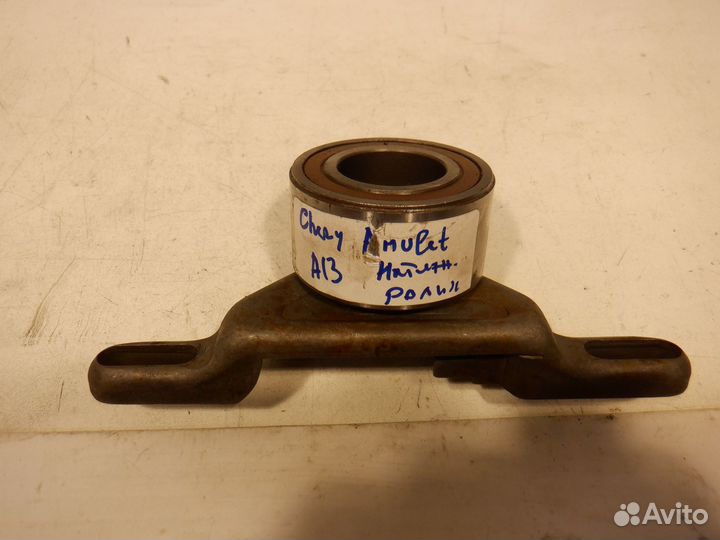 Chery Amulet
A13 Натяж.
ролик
Avito